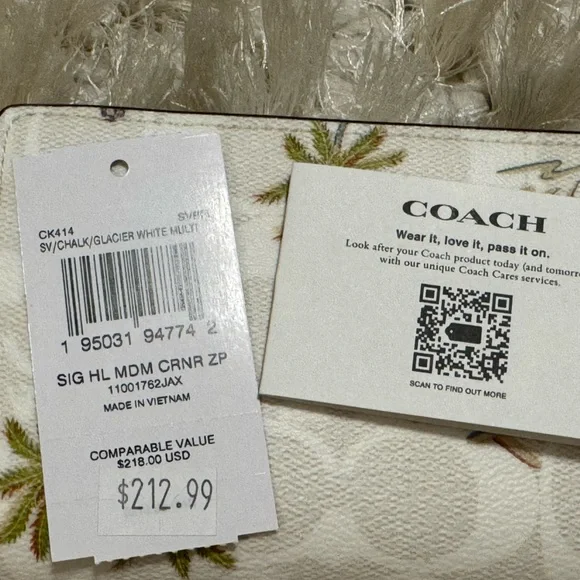 CK414
SV/CHALK/GLACIER WHITE MULTI
1 95031 94774 2
SIG HL MDM CRNR ZP
11001762JAX
MADE IN VIETNAM
COMPARABLE VALUE
$218.00 USD
$212.99
COACH
Wear it, love it, pass it on.
Look after your Coach product today (and tomorro
with our unique Coach Cares services.
SCAN TO FIND OUT MORE